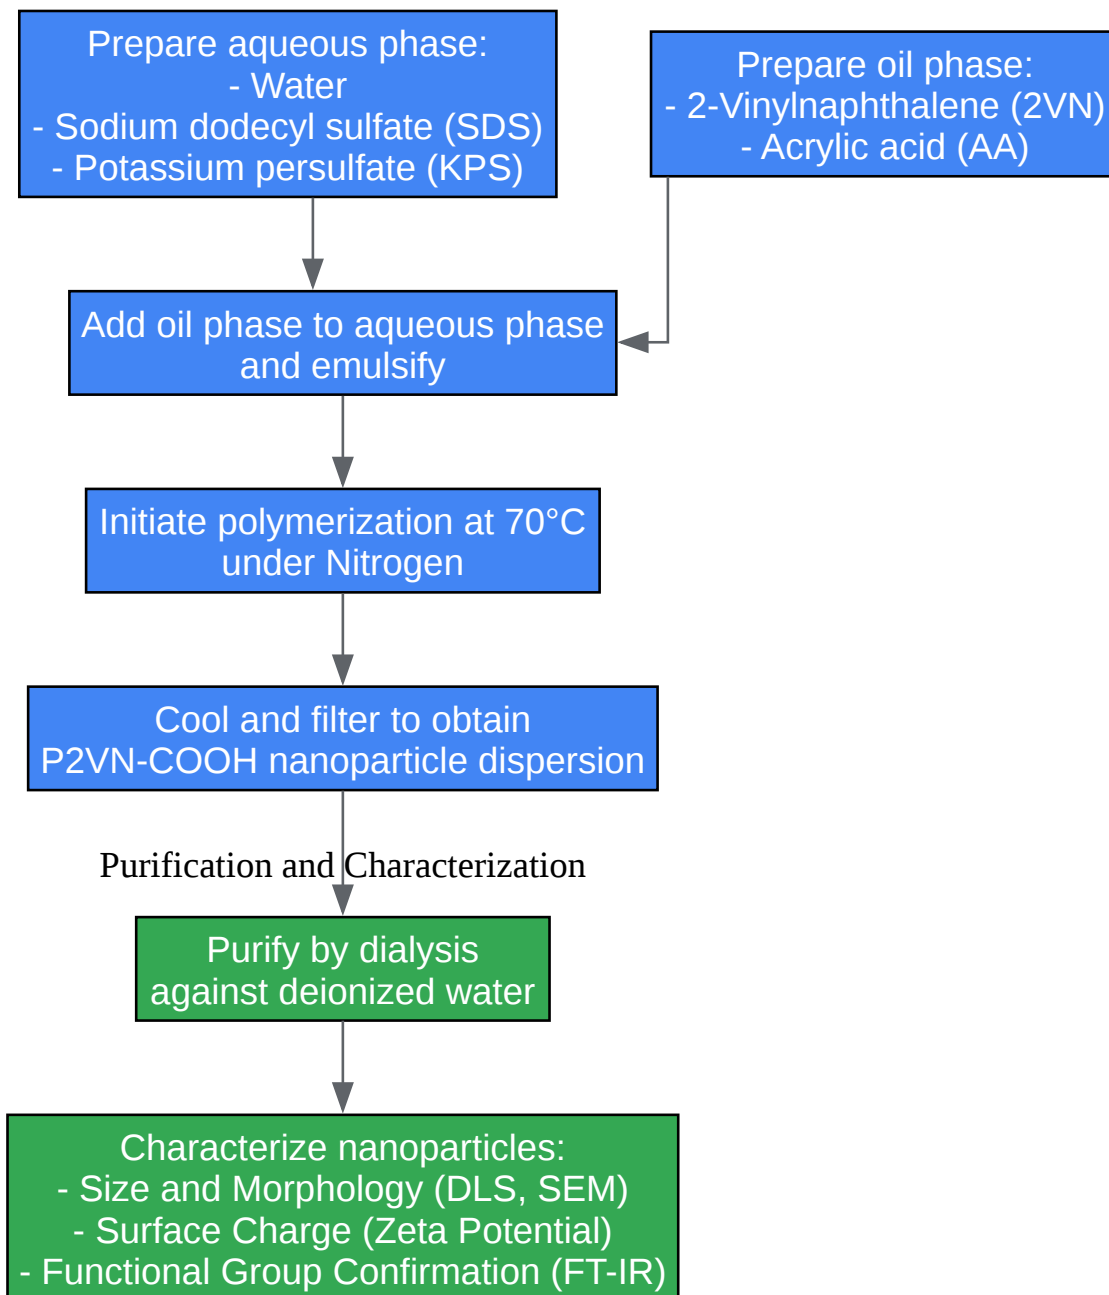 Prepare aqueous phase:
- Water
- Sodium dodecyl sulfate (SDS)
- Potassium persulfate (KPS)
Prepare oil phase:
- 2-Vinylnaphthalene (2VN)
- Acrylic acid (AA)
Add oil phase to aqueous phase
and emulsify
Initiate polymerization at 70°C
under Nitrogen
Cool and filter to obtain
P2VN-COOH nanoparticle dispersion
Purification and Characterization
Purify by dialysis
against deionized water
Characterize nanoparticles:
- Size and Morphology (DLS, SEM)
- Surface Charge (Zeta Potential)
- Functional Group Confirmation (FT-IR)